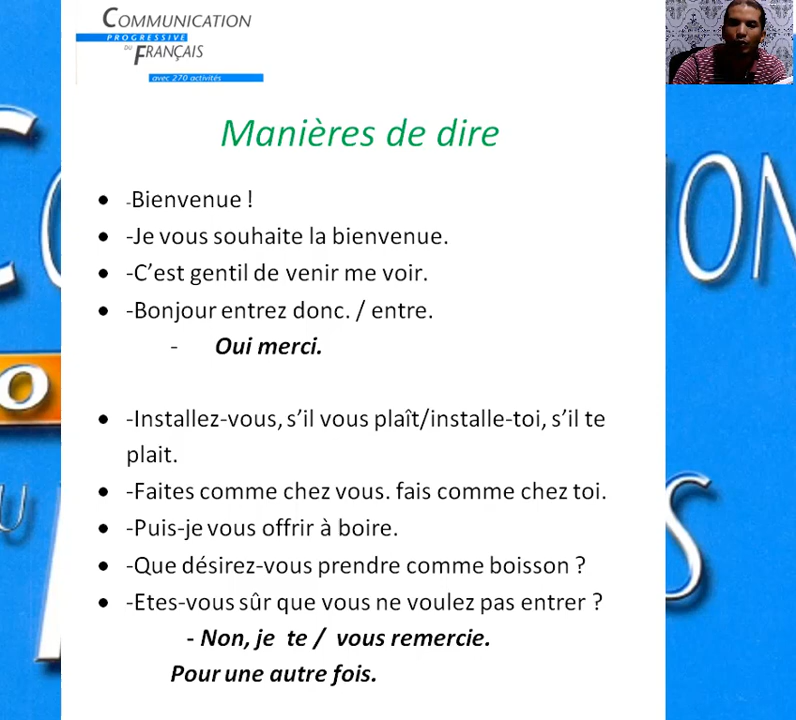 COMMUNICATION
PROGRESSIVE
DU FRANÇAIS
avec 270 activités
Manières de dire
• -Bienvenue !
• -Je vous souhaite la bienvenue.
• -C’est gentil de venir me voir.
• -Bonjour entrez donc. / entre.
- Oui merci.
• -Installez-vous, s’il vous plaît/installe-toi, s’il te
plait.
• -Faites comme chez vous. fais comme chez toi.
• -Puis-je vous offrir à boire.
• -Que désirez-vous prendre comme boisson ?
• -Etes-vous sûr que vous ne voulez pas entrer ?
- Non, je te / vous remercie.
Pour une autre fois.